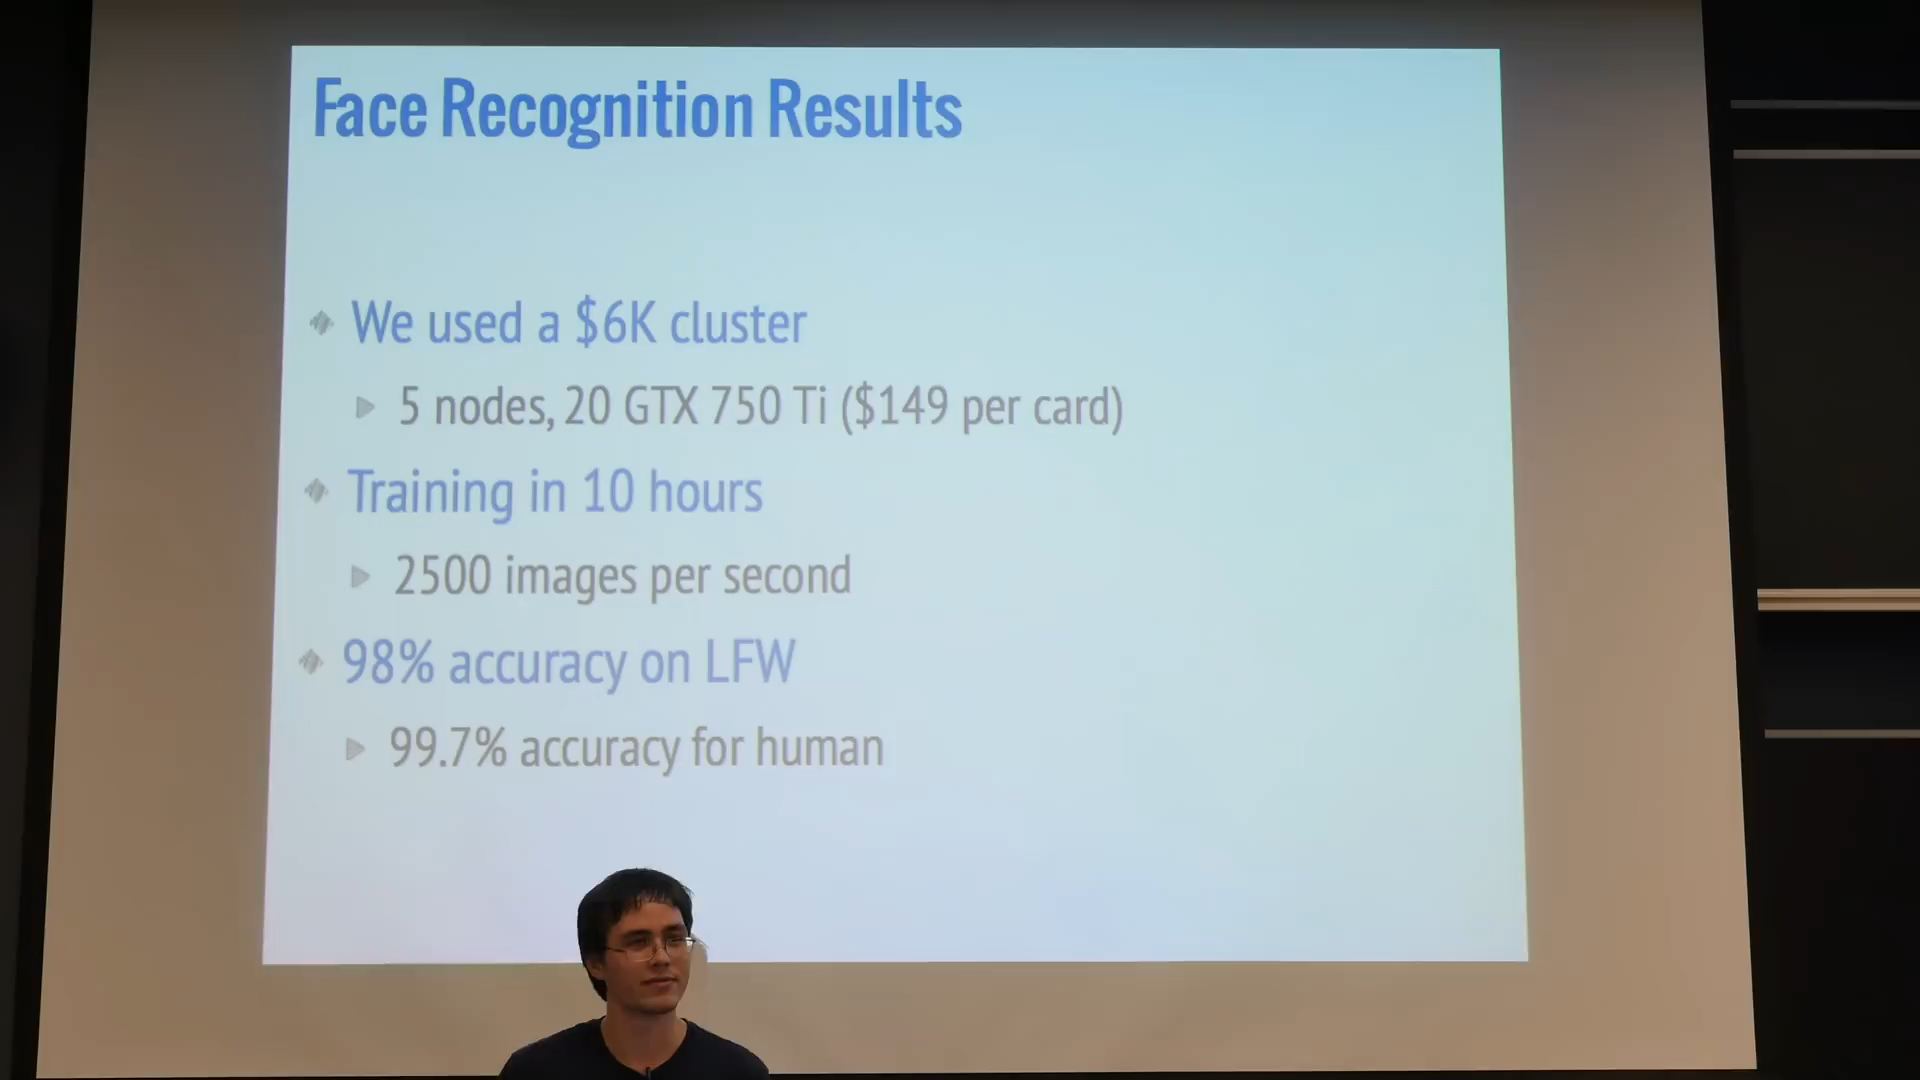 Face Recognition Results
We used a $6K cluster
5 nodes, 20 GTX 750 Ti ($149 per card)
Training in 10 hours
2500 images per second
98% accuracy on LFW
99.7% accuracy for human